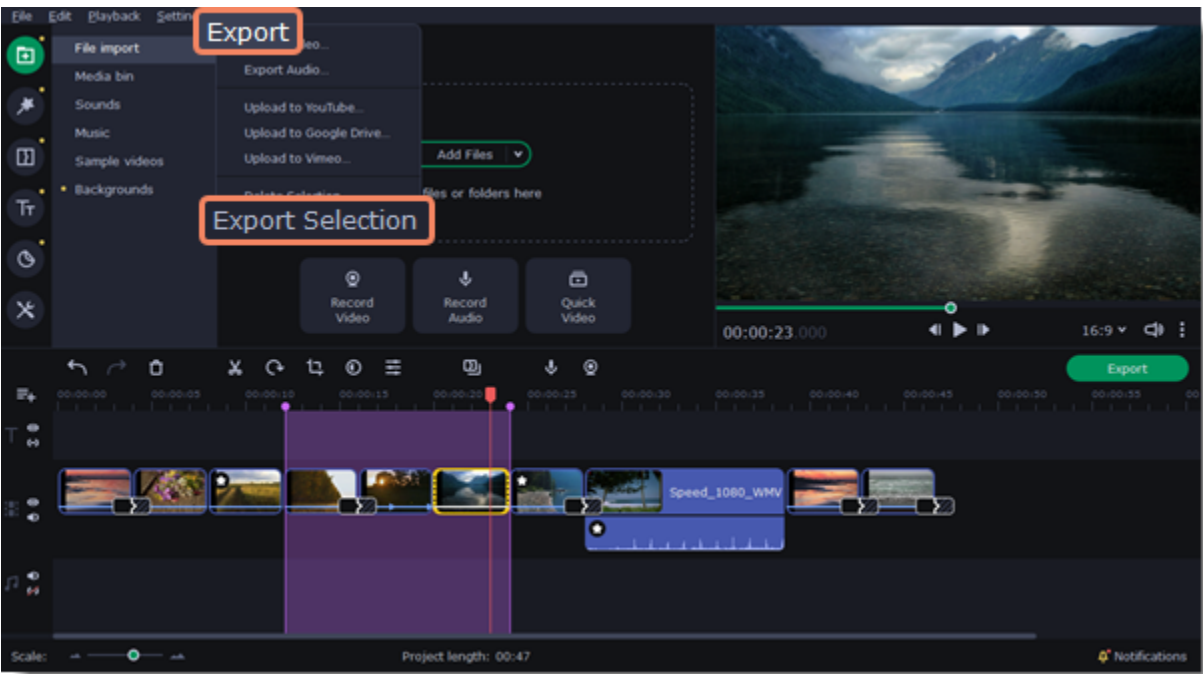 File Edit Playback
Export
File import
Export Audio...
Media bin
Sounds
Upload to YouTube...
Music
Upload to Google Drive...
Sample videos
Upload to Vimeo...
Add Files
Backgrounds
files or folders here
Export Selection
Record Video
Record Audio
Quick Video
00:00:23.000
16:9
Export
00:00:00 00:00:05 00:00:10 00:00:15 00:00:20 00:00:25 00:00:30 00:00:35 00:00:40 00:00:45 00:00:50 00:00:55
Speed_1080_WMV
Scale:
Project length: 00:47
Notifications